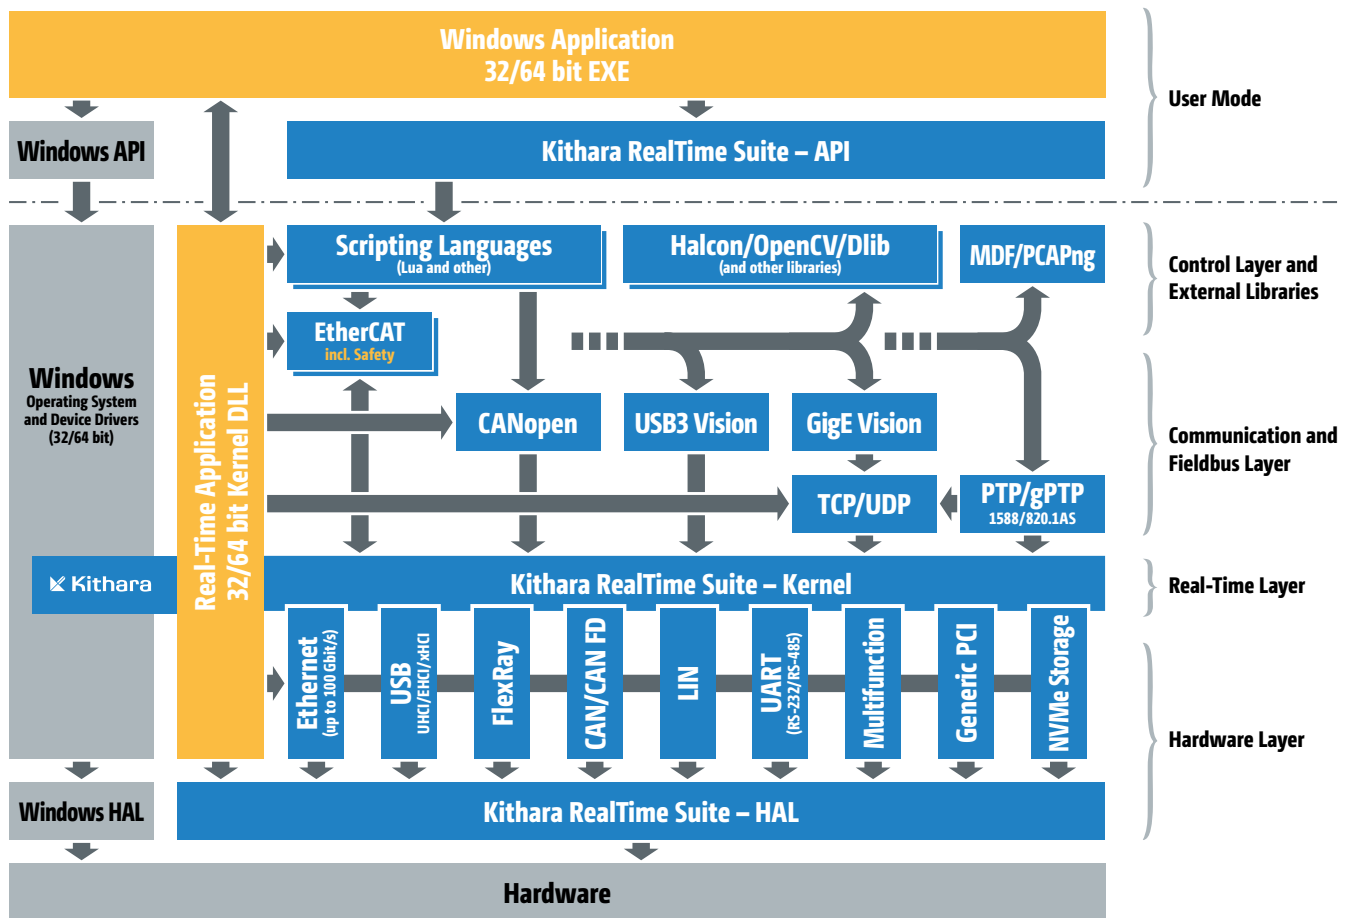 Windows Application
32/64 bit EXE
User Mode
Windows API
Kithara RealTime Suite – API
Scripting Languages
(Lua and other)
Halcon/OpenCV/Dlib
(and other libraries)
MDF/PCAPng
Control Layer and
External Libraries
EtherCAT
incl. Safety
Windows
Operating System
and Device Drivers
(32/64 bit)
Real-Time Application
32/64 bit Kernel DLL
CANopen
USB3 Vision
GigE Vision
Communication and
Fieldbus Layer
TCP/UDP
PTP/gPTP
1588/820.1AS
Kithara
Kithara RealTime Suite – Kernel
Real-Time Layer
Ethernet
(up to 100 Gbit/s)
USB
UHCI/EHCI/xHCI
FlexRay
CAN/CAN FD
LIN
UART
(RS-232/RS-485)
Multifunction
Generic PCI
NVMe Storage
Hardware Layer
Windows HAL
Kithara RealTime Suite – HAL
Hardware